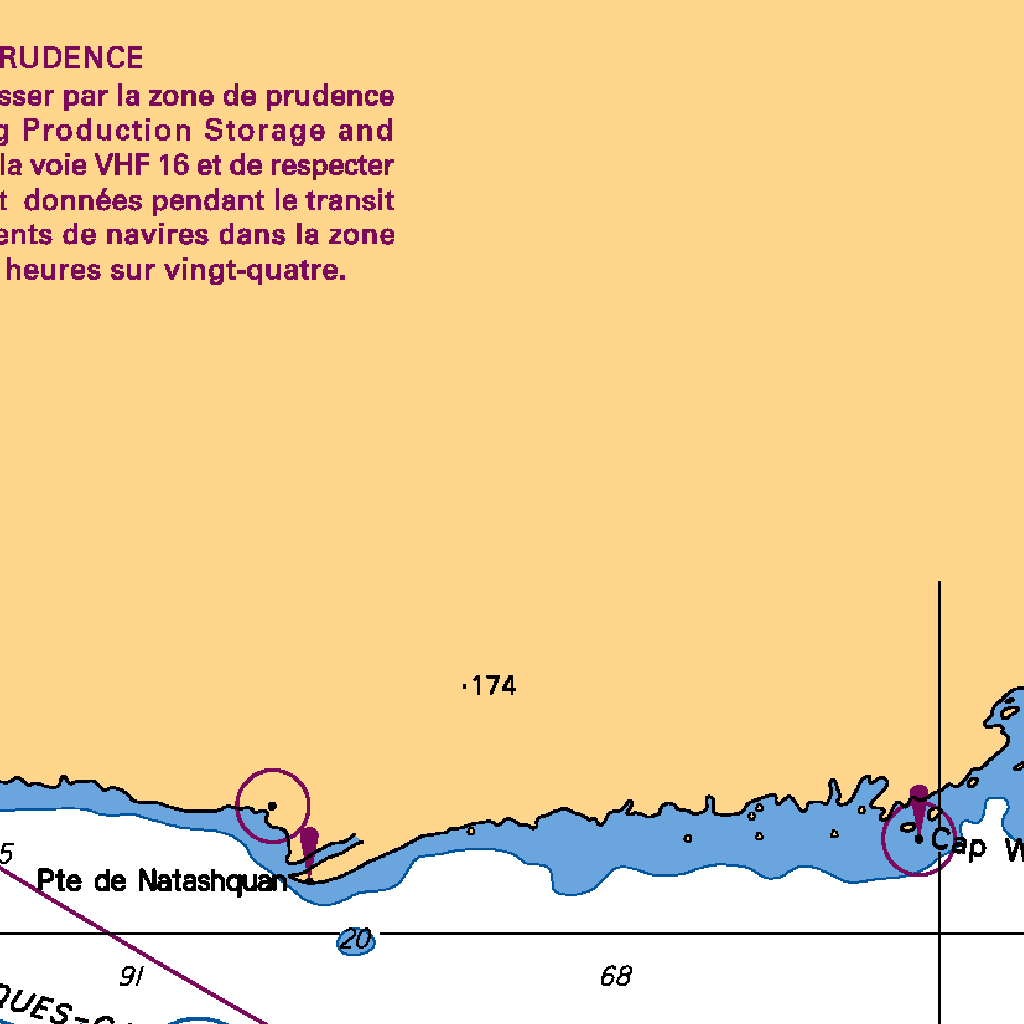 RUDENCE
sser par la zone de prudence
g Production Storage and
la voie VHF 16 et de respecter
t données pendant le transit
ents de navires dans la zone
heures sur vingt-quatre.
174
5
Cap W
Pte de Natashquan
20
91
68
QUES-C